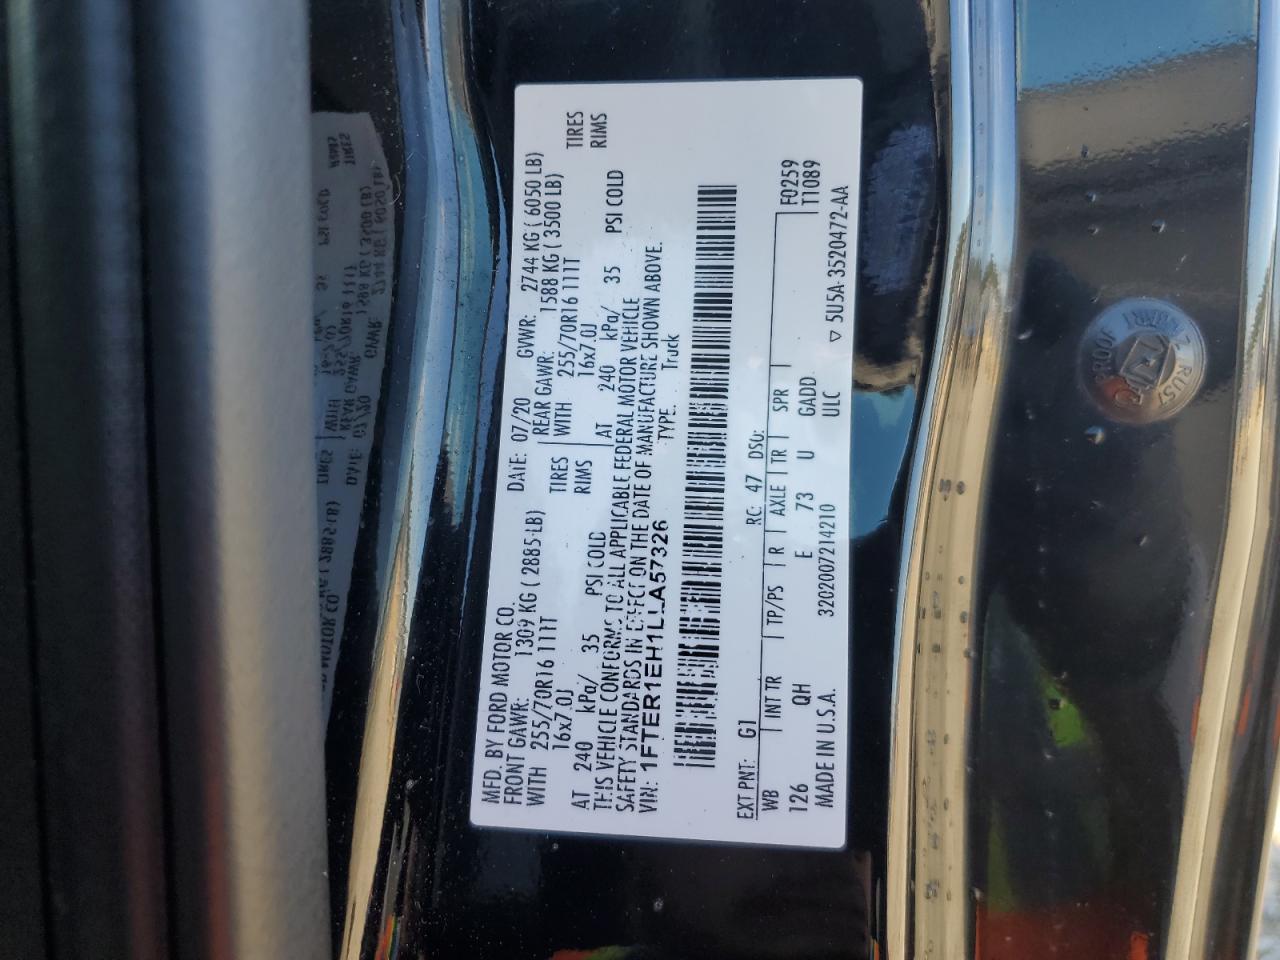 MFD. BY FORD MOTOR CO.
DATE: 07/20 GVWR: 2744 KG ( 6050 LB)
FRONT GAWR: 1309 KG ( 2885 LB) REAR GAWR: 1588 KG ( 3500 LB)
WITH 255/70R16 111T TIRES WITH 255/70R16 111T TIRES
16x7.0J RIMS 16x7.0J RIMS
AT 240 kPa/ 35 PSI COLD AT 240 kPa/ 35 PSI COLD
THIS VEHICLE CONFORMS TO ALL APPLICABLE FEDERAL MOTOR VEHICLE
SAFETY STANDARDS IN EFFECT ON THE DATE OF MANUFACTURE SHOWN ABOVE.
VIN: 1FTER1EH1LLA57326 TYPE: Truck
EXT PNT: G1 RC: 47 DSO: F0259
WB INT TR TP/PS R AXLE TR SPR T1089
126 QH E 73 U GADD
MADE IN U.S.A. 3202007214210 ULC
▽ 5U5A-3520472-AA